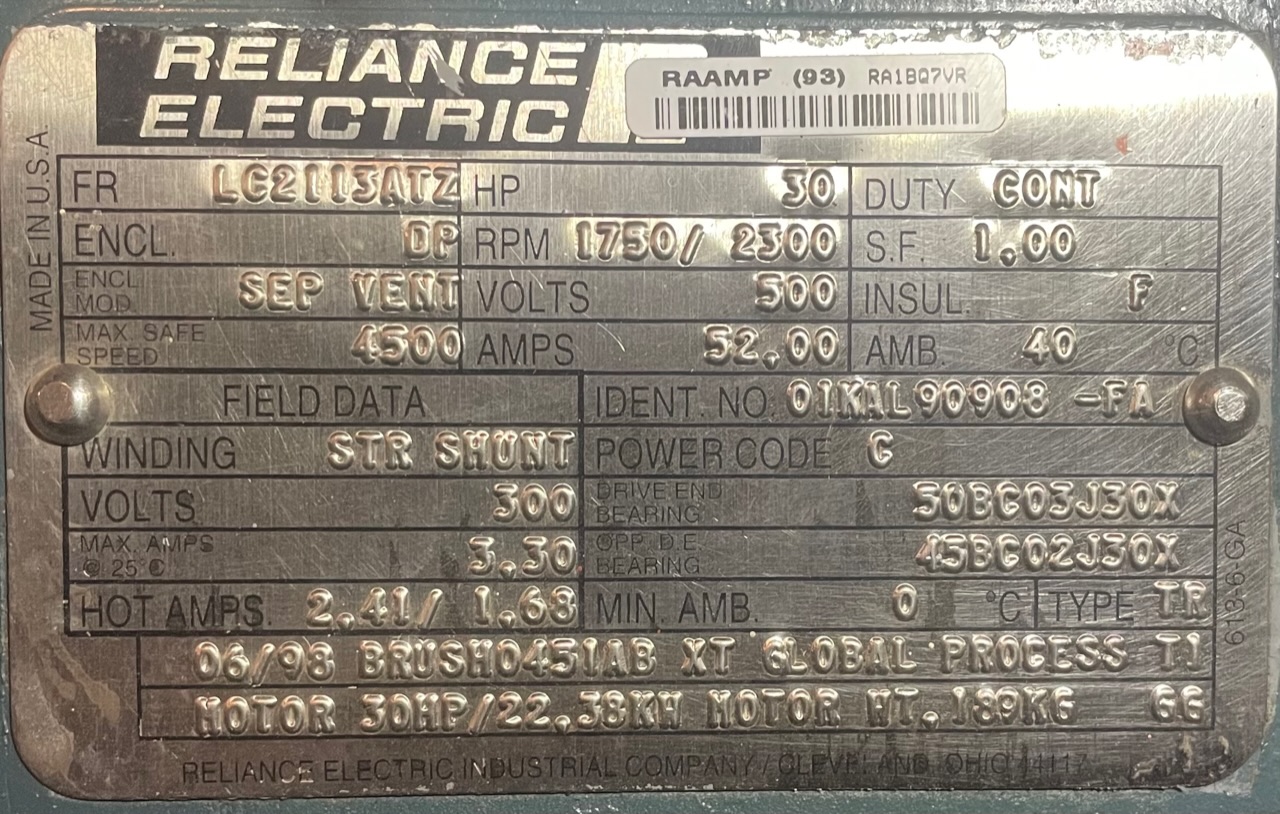 RELIANCE
ELECTRIC
RAAMP (93) RA1BQ7VR
MADE IN U.S.A.
FR LC2113ATZ HP 30 DUTY CONT
ENCL. DP RPM 1750/ 2300 S.F. 1.00
ENCL MOD SEP VENT VOLTS 500 INSUL. F
MAX SAFE SPEED 4500 AMPS 52.00 AMB. 40 °C
FIELD DATA IDENT. NO. 01KAL90908 -FA
WINDING STR SHUNT POWER CODE C
VOLTS 300 DRIVE END BEARING 50BC03J30X
MAX. AMPS @ 25°C 3.30 OPP. D.E. BEARING 45BC02J30X
HOT AMPS. 2.41/ 1.68 MIN. AMB. 0 °C TYPE TR
06/98 BRUSH0451AB XT GLOBAL PROCESS TI
MOTOR 30HP/22.38KW MOTOR WT.189KG GG
613-6-GA
RELIANCE ELECTRIC INDUSTRIAL COMPANY / CLEVELAND, OHIO 44117